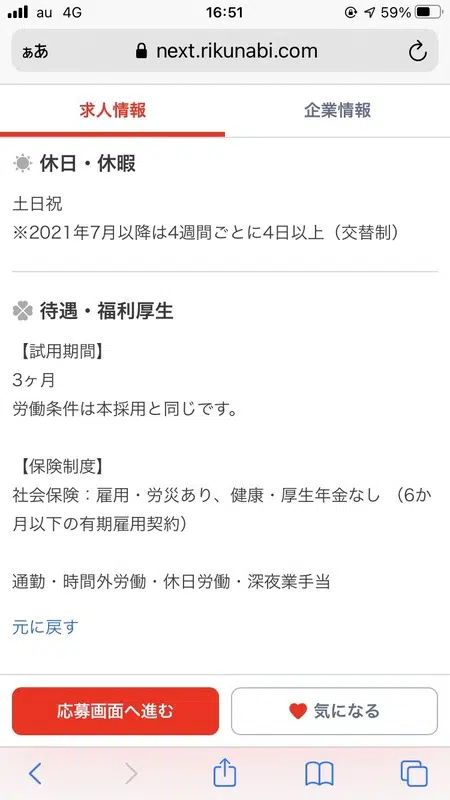 au 4G 16:51 59%
ぁあ next.rikunabi.com
求人情報 企業情報
休日・休暇
土日祝
※2021年7月以降は4週間ごとに4日以上（交替制）
待遇・福利厚生
【試用期間】
3ヶ月
労働条件は本採用と同じです。
【保険制度】
社会保険：雇用・労災あり、健康・厚生年金なし （6か
月以下の有期雇用契約）
通勤・時間外労働・休日労働・深夜業手当
元に戻す
応募画面へ進む 気になる